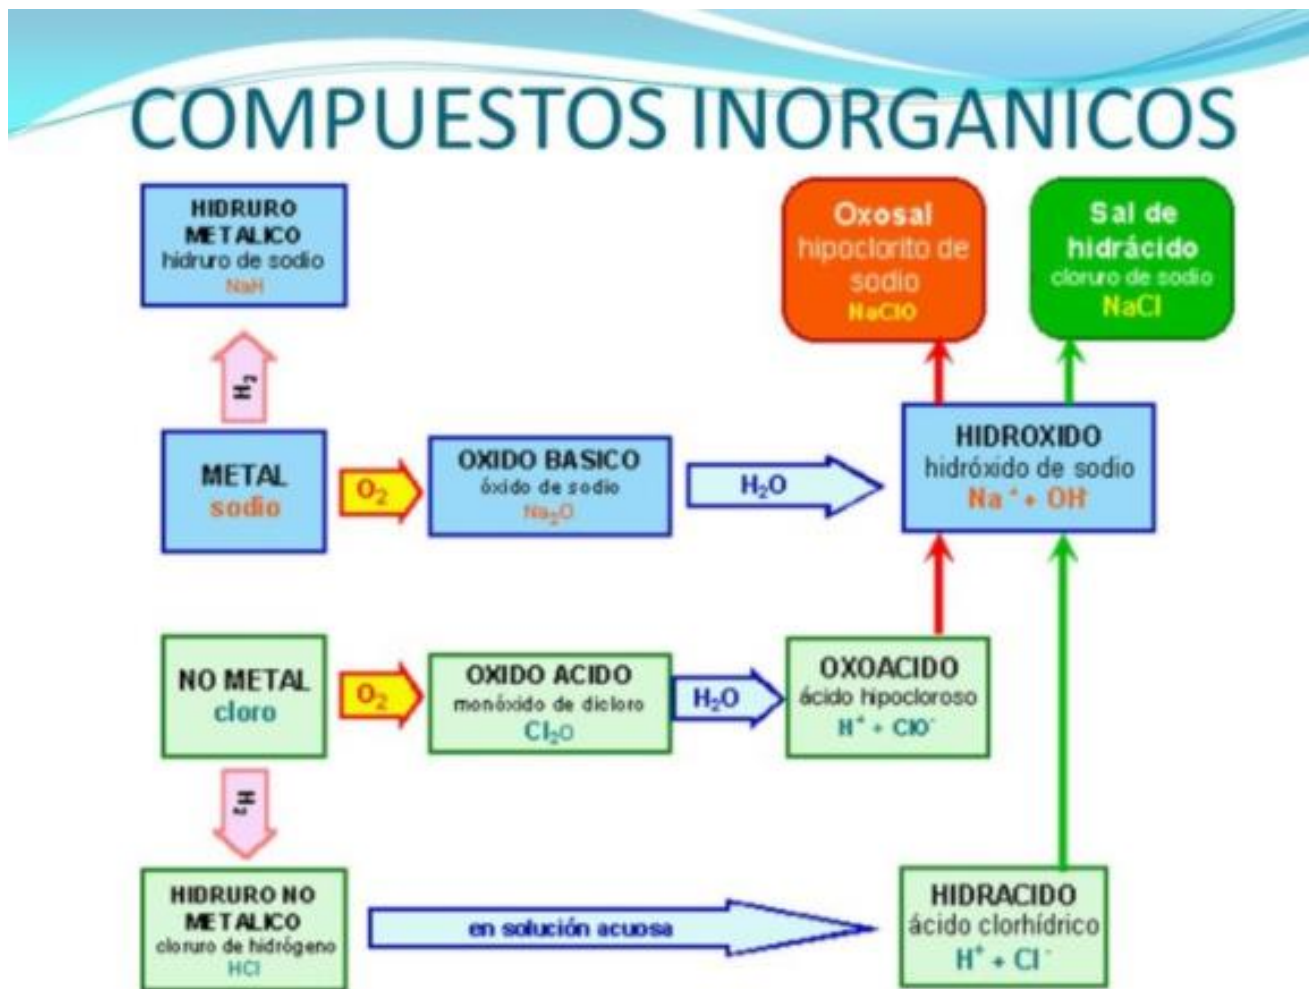 COMPUESTOS INORGANICOS
HIDRURO
METALICO
hidruro de sodio
NaH
Oxosal
hipoclorito de
sodio
NaClO
Sal de
hidrácido
cloruro de sodio
NaCl
H₂
METAL
sodio
O₂
OXIDO BASICO
óxido de sodio
Na₂O
H₂O
HIDROXIDO
hidróxido de sodio
Na⁺ + OH⁻
NO METAL
cloro
O₂
OXIDO ACIDO
monóxido de dicloro
Cl₂O
H₂O
OXOACIDO
ácido hipocloroso
H⁺ + ClO⁻
H₂
HIDRURO NO
METALICO
cloruro de hidrógeno
HCl
en solución acuosa
HIDRACIDO
ácido clorhídrico
H⁺ + Cl⁻